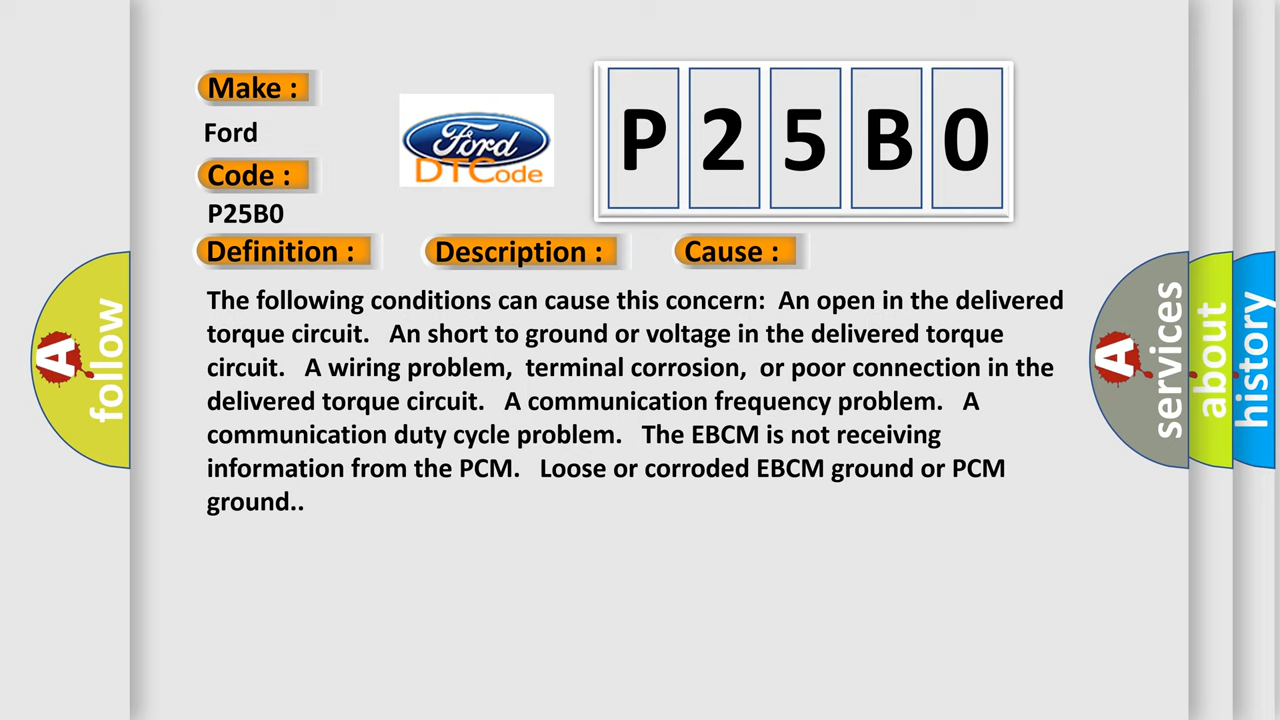 Make :
Ford
Code :
P25B0
Ford
DTCode
P 2 5 B 0
Definition :
Description :
Cause :
The following conditions can cause this concern: An open in the delivered
torque circuit. An short to ground or voltage in the delivered torque
circuit. A wiring problem, terminal corrosion, or poor connection in the
delivered torque circuit. A communication frequency problem. A
communication duty cycle problem. The EBCM is not receiving
information from the PCM. Loose or corroded EBCM ground or PCM
ground..
A follow
A services
about
history